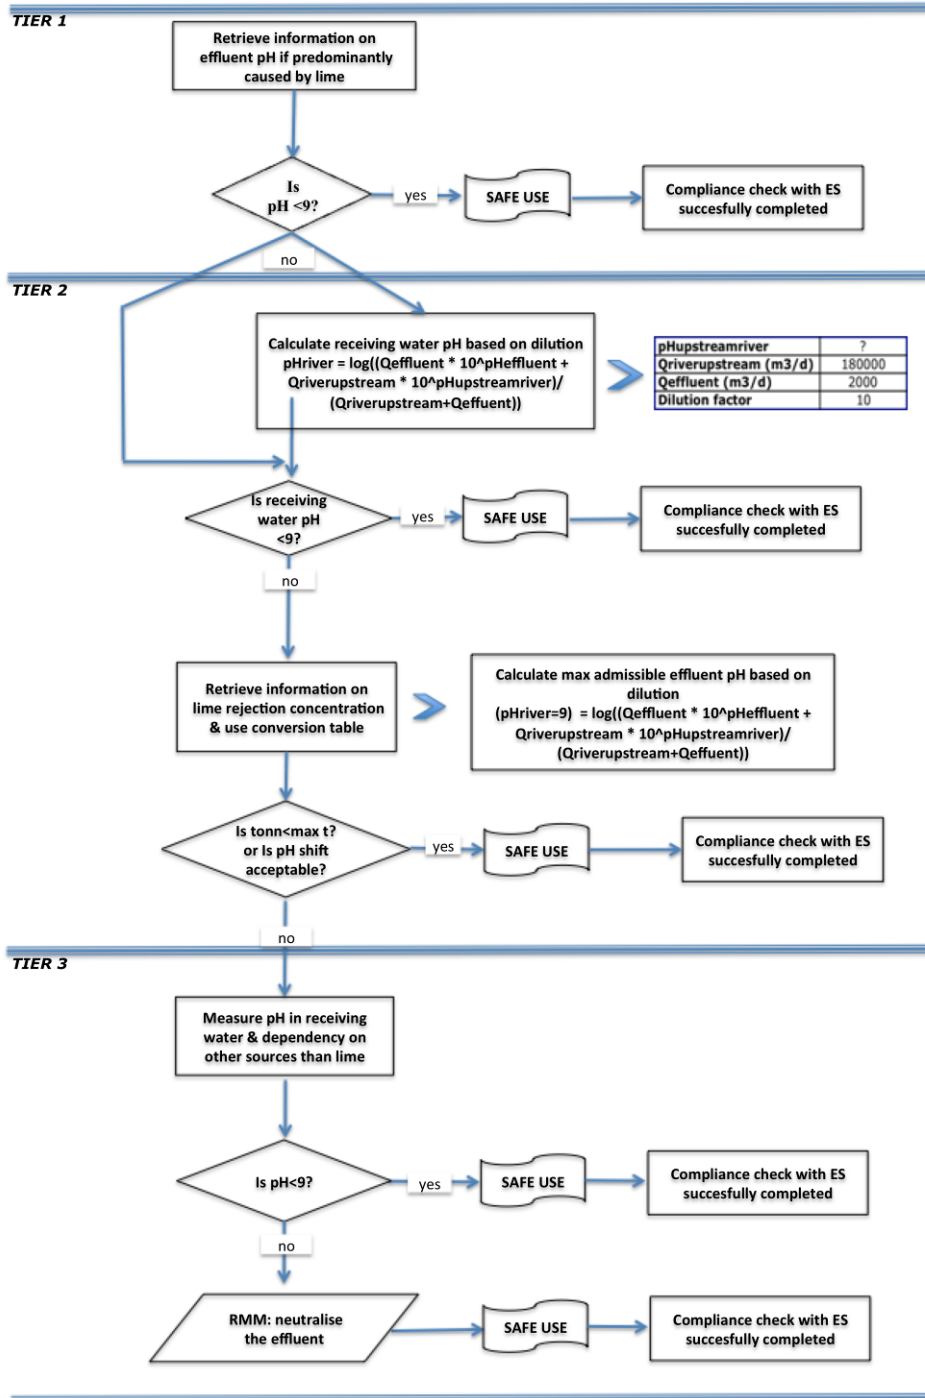 TIER 1
Retrieve information on
effluent pH if predominantly
caused by lime
Is
pH <9?
yes
SAFE USE
Compliance check with ES
succesfully completed
no
TIER 2
Calculate receiving water pH based on dilution
pHriver = log((Qeffluent * 10^pHeffluent +
Qriverupstream * 10^pHupstreamriver)/
(Qriverupstream+Qeffuent))
pHupstreamriver ?
Qriverupstream (m3/d) 180000
Qeffluent (m3/d) 2000
Dilution factor 10
Is receiving
water pH
<9?
yes
SAFE USE
Compliance check with ES
succesfully completed
no
Retrieve information on
lime rejection concentration
& use conversion table
Calculate max admissible effluent pH based on
dilution
(pHriver=9) = log((Qeffluent * 10^pHeffluent +
Qriverupstream * 10^pHupstreamriver)/
(Qriverupstream+Qeffuent))
Is tonn<max t?
or Is pH shift
acceptable?
yes
SAFE USE
Compliance check with ES
succesfully completed
no
TIER 3
Measure pH in receiving
water & dependency on
other sources than lime
Is pH<9?
yes
SAFE USE
Compliance check with ES
succesfully completed
no
RMM: neutralise
the effluent
SAFE USE
Compliance check with ES
succesfully completed